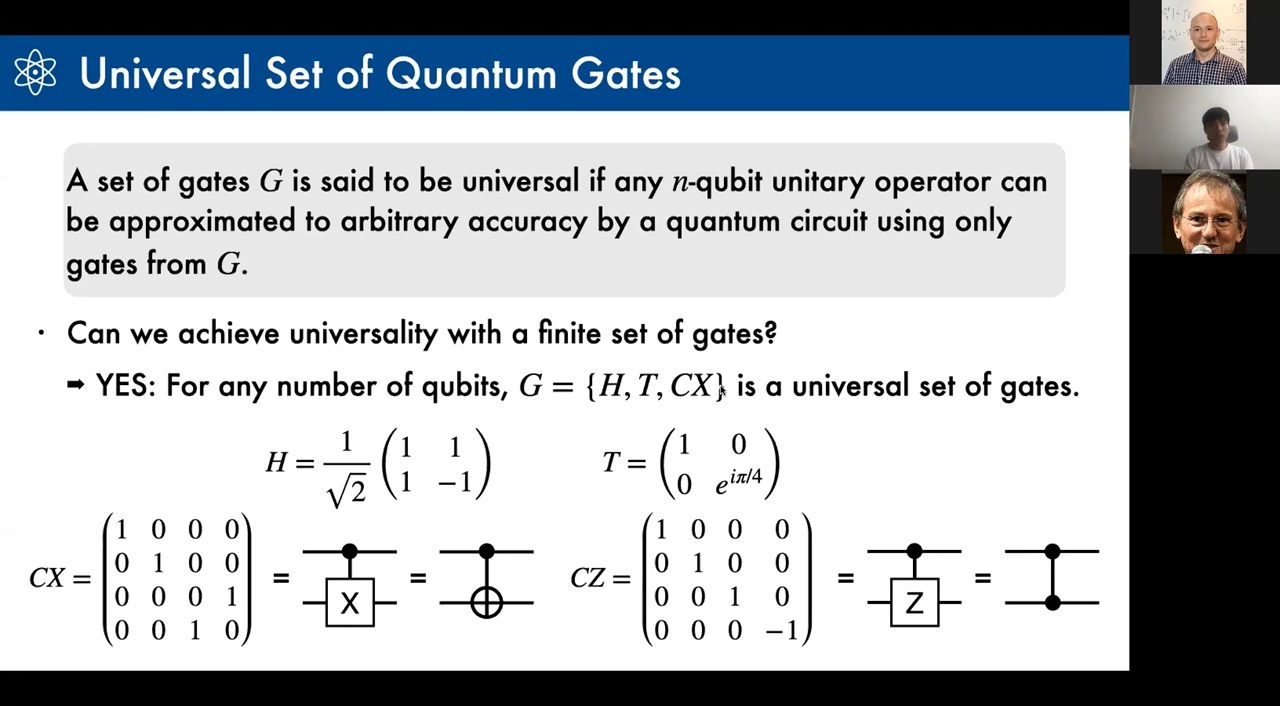 Universal Set of Quantum Gates
A set of gates G is said to be universal if any n-qubit unitary operator can
be approximated to arbitrary accuracy by a quantum circuit using only
gates from G.
· Can we achieve universality with a finite set of gates?
➡ YES: For any number of qubits, G = {H, T, CX} is a universal set of gates.
H = 1/√2 (1 1
1 −1)
T = (1 0
0 e^{iπ/4})
CX = (1 0 0 0
0 1 0 0
0 0 0 1
0 0 1 0)
= X =
CZ = (1 0 0 0
0 1 0 0
0 0 1 0
0 0 0 −1)
= Z =